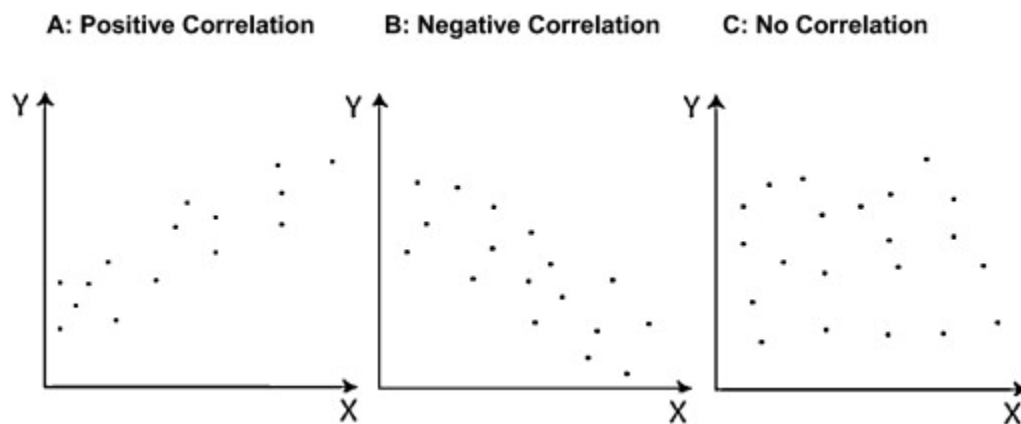 A: Positive Correlation
B: Negative Correlation
C: No Correlation
Y
Y
Y
X
X
X